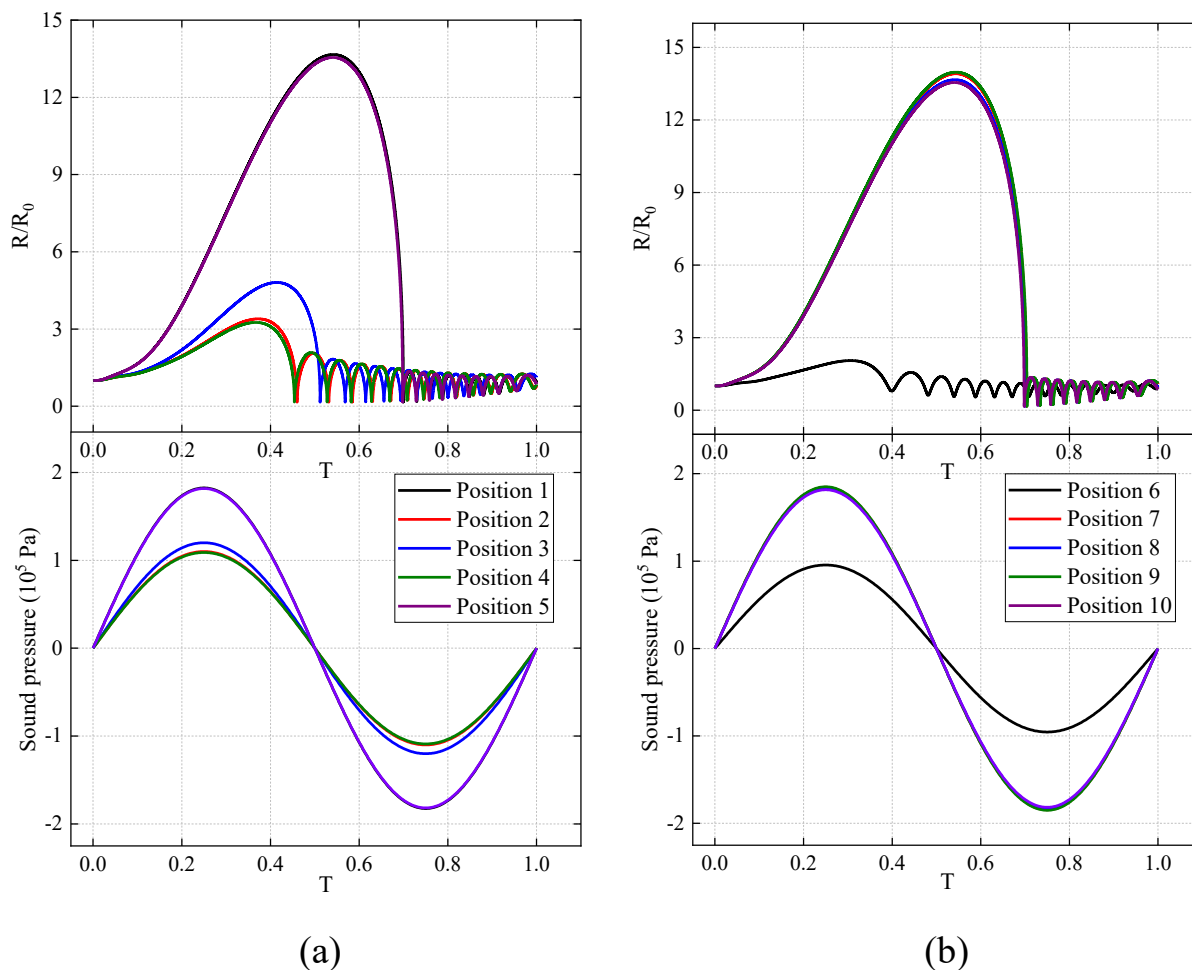 15
12
9
6
3
0
R/R0
0.0 0.2 0.4 0.6 0.8 1.0
T
2
1
0
-1
-2
Sound pressure (10^5 Pa)
Position 1
Position 2
Position 3
Position 4
Position 5
0.0 0.2 0.4 0.6 0.8 1.0
T
(a)
15
12
9
6
3
0
R/R0
0.0 0.2 0.4 0.6 0.8 1.0
T
2
1
0
-1
-2
Sound pressure (10^5 Pa)
Position 6
Position 7
Position 8
Position 9
Position 10
0.0 0.2 0.4 0.6 0.8 1.0
T
(b)